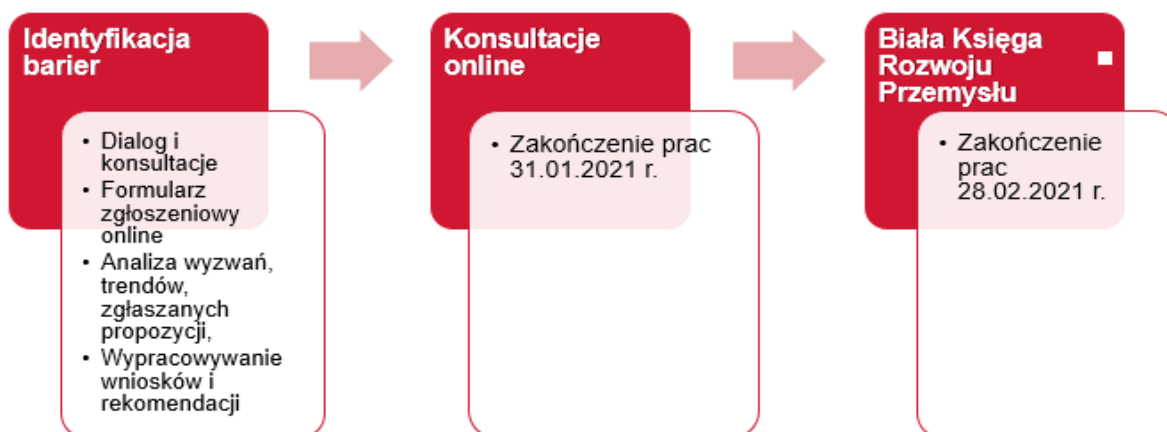 Identyfikacja
barier
• Dialog i
konsultacje
• Formularz
zgłoszeniowy
online
• Analiza wyzwań,
trendów,
zgłaszanych
propozycji,
• Wypracowywanie
wniosków i
rekomendacji
Konsultacje
online
• Zakończenie prac
31.01.2021 r.
Biała Księga
Rozwoju
Przemysłu
• Zakończenie
prac
28.02.2021 r.